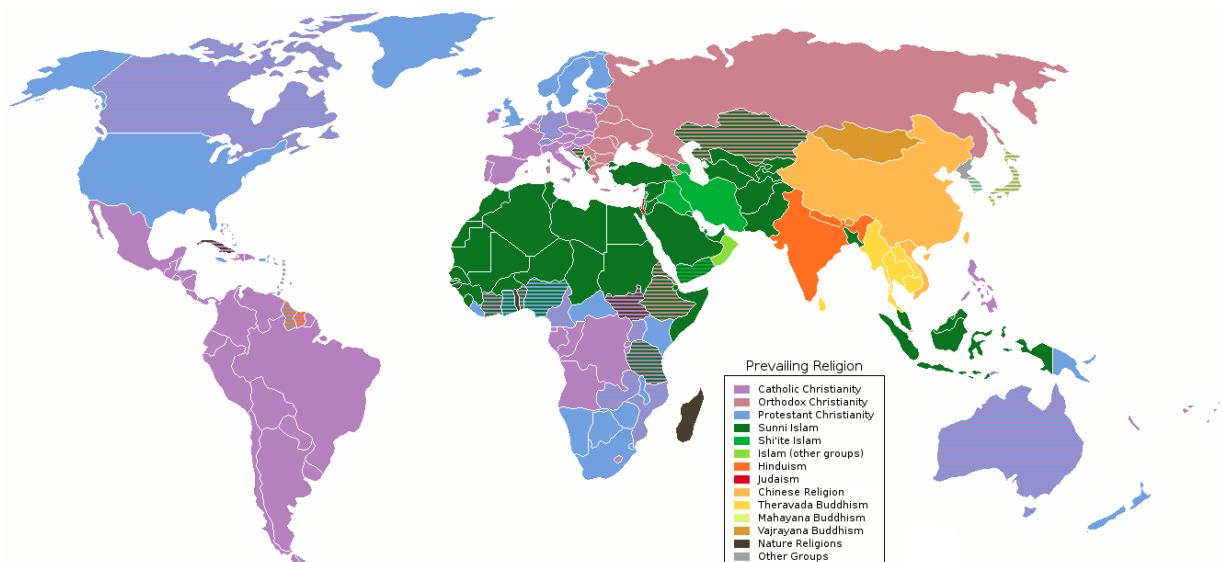 Prevailing Religion
Catholic Christianity
Orthodox Christianity
Protestant Christianity
Sunni Islam
Shi'ite Islam
Islam (other groups)
Hinduism
Judaism
Chinese Religion
Theravada Buddhism
Mahayana Buddhism
Vajrayana Buddhism
Nature Religions
Other Groups